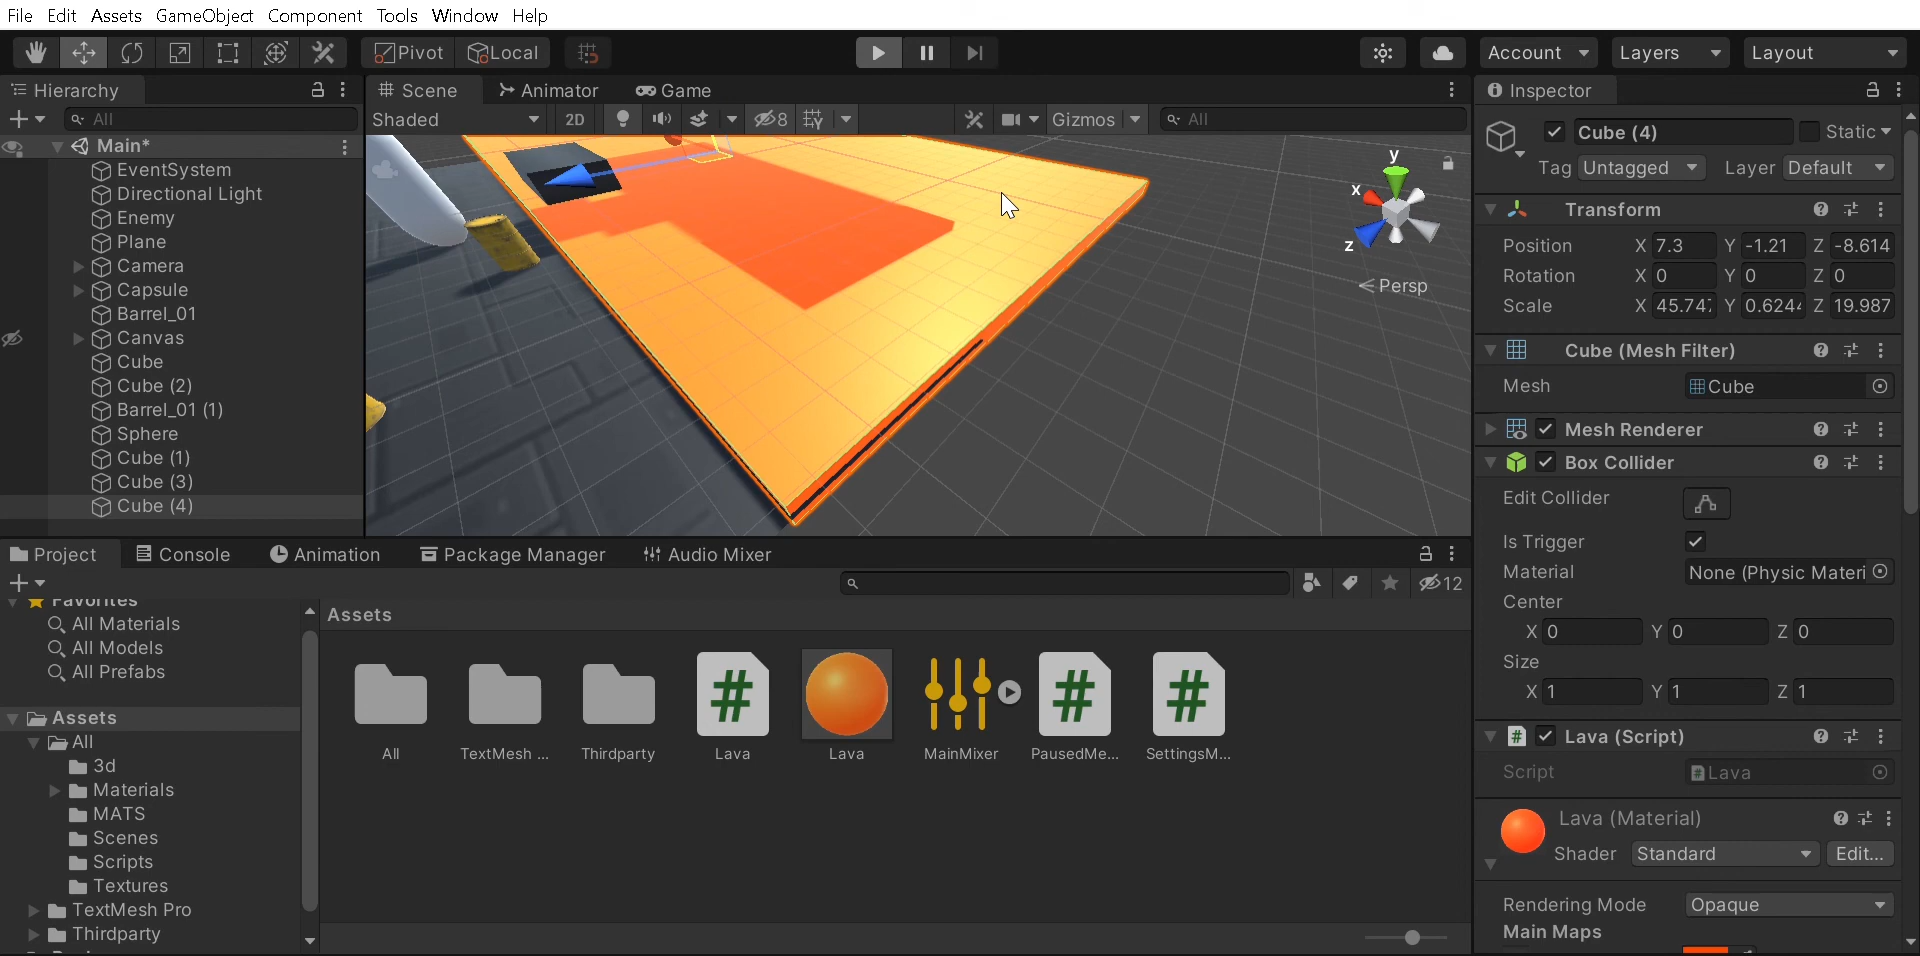 File Edit Assets GameObject Component Tools Window Help
Pivot Local Account Layers Layout
Hierarchy
All
Main*
EventSystem
Directional Light
Enemy
Plane
Camera
Capsule
Barrel_01
Canvas
Cube
Cube (2)
Barrel_01 (1)
Sphere
Cube (1)
Cube (3)
Cube (4)
Scene Animator Game
Shaded 2D 8 Gizmos All
y
x
z
Persp
Inspector
Cube (4) Static
Tag Untagged Layer Default
Transform
Position X 7.3 Y -1.21 Z -8.614
Rotation X 0 Y 0 Z 0
Scale X 45.747 Y 0.6244 Z 19.987
Cube (Mesh Filter)
Mesh Cube
Mesh Renderer
Box Collider
Edit Collider
Is Trigger
Material None (Physic Materi
Center
X 0 Y 0 Z 0
Size
X 1 Y 1 Z 1
# Lava (Script)
Script Lava
Lava (Material)
Shader Standard Edit...
Rendering Mode Opaque
Main Maps
Project Console Animation Package Manager Audio Mixer
12
Favorites
All Materials
All Models
All Prefabs
Assets
All
3d
Materials
MATS
Scenes
Scripts
Textures
TextMesh Pro
Thirdparty
Assets
# # #
All TextMesh ... Thirdparty Lava Lava MainMixer PausedMe... SettingsM...